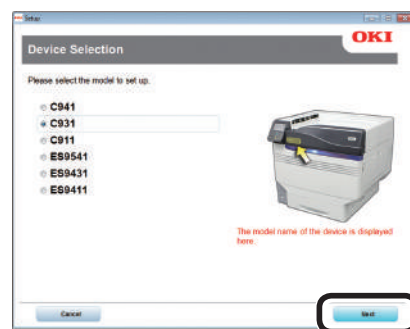 Setup
OKI
Device Selection
Please select the model to set up.
C941
C931
C911
ES9541
ES9431
ES9411
The model name of the device is displayed
here.
Cancel
Next